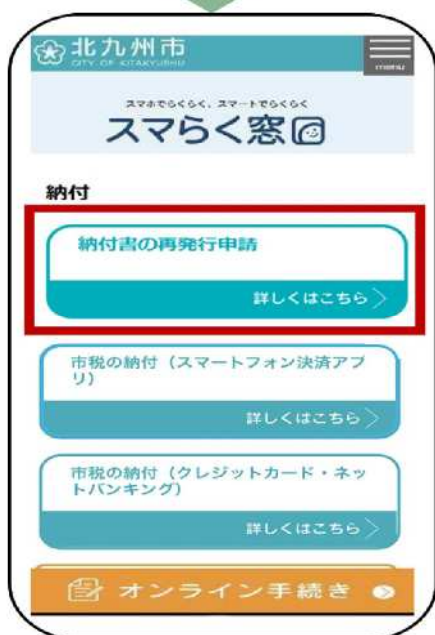 北九州市
CITY OF KITAKYUSHU
menu
スマホでらくらく、スマートでらくらく
スマらく窓口
納付
納付書の再発行申請
詳しくはこちら
市税の納付（スマートフォン決済アプ
リ）
詳しくはこちら
市税の納付（クレジットカード・ネッ
トバンキング）
詳しくはこちら
オンライン手続き